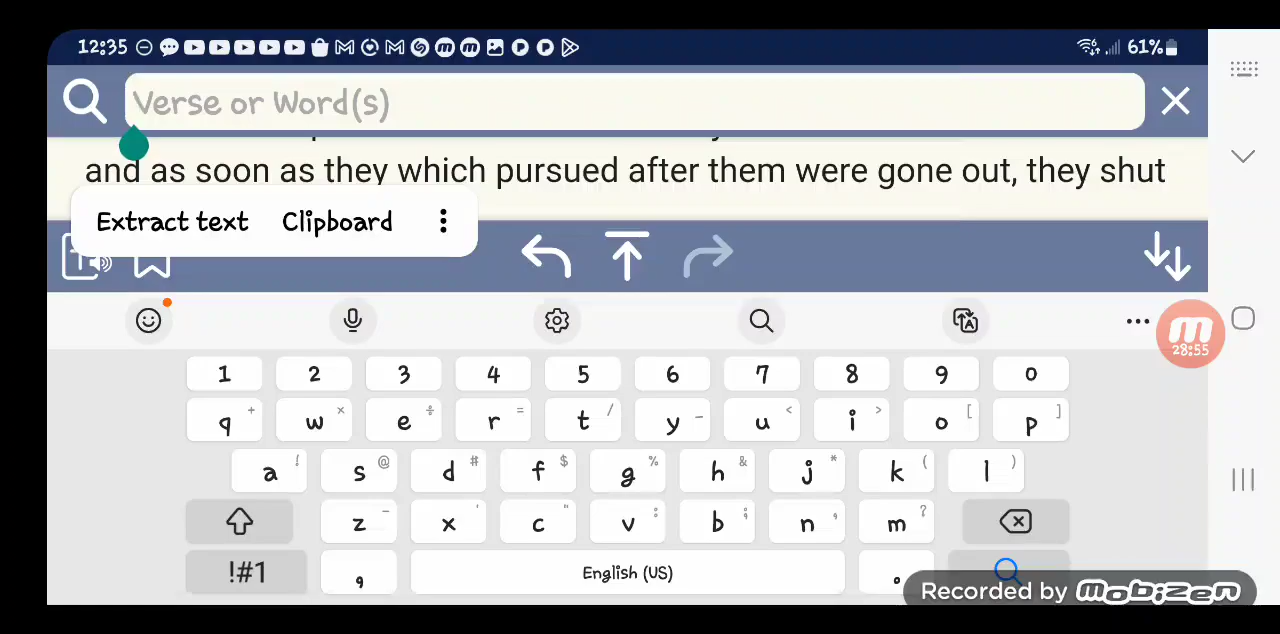 12:35 61%
Verse or Word(s)
and as soon as they which pursued after them were gone out, they shut
Extract text Clipboard
28:55
1 2 3 4 5 6 7 8 9 0
q + w × e ÷ r = t / y - u < i > o [ p ]
a ! s @ d # f $ g % h & j * k ( l )
z - x ' c " v : b ; n , m ?
!#1 , English (US) .
Recorded by mobizen